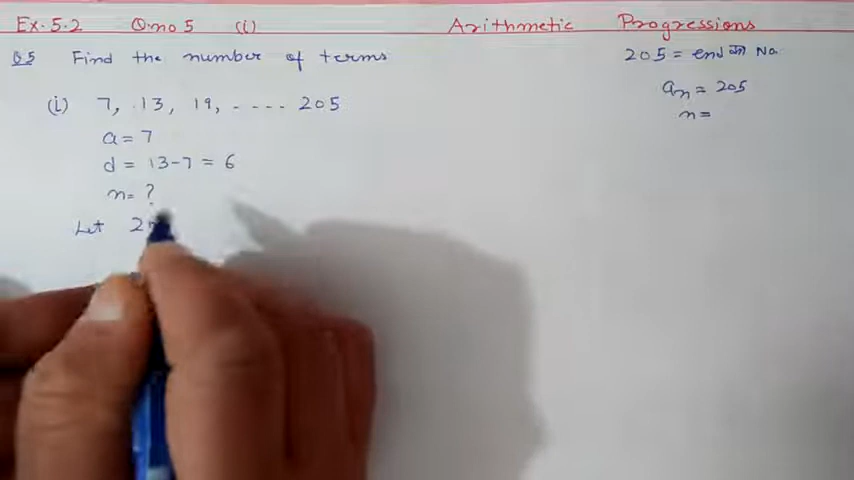 Ex-5.2 Q.no 5 (i) Arithmetic Progressions
Q5 Find the number of terms
(i) 7, 13, 19, ..... 205
a = 7
d = 13-7 = 6
n = ?
Let 2
205 = end का No.
an = 205
n =